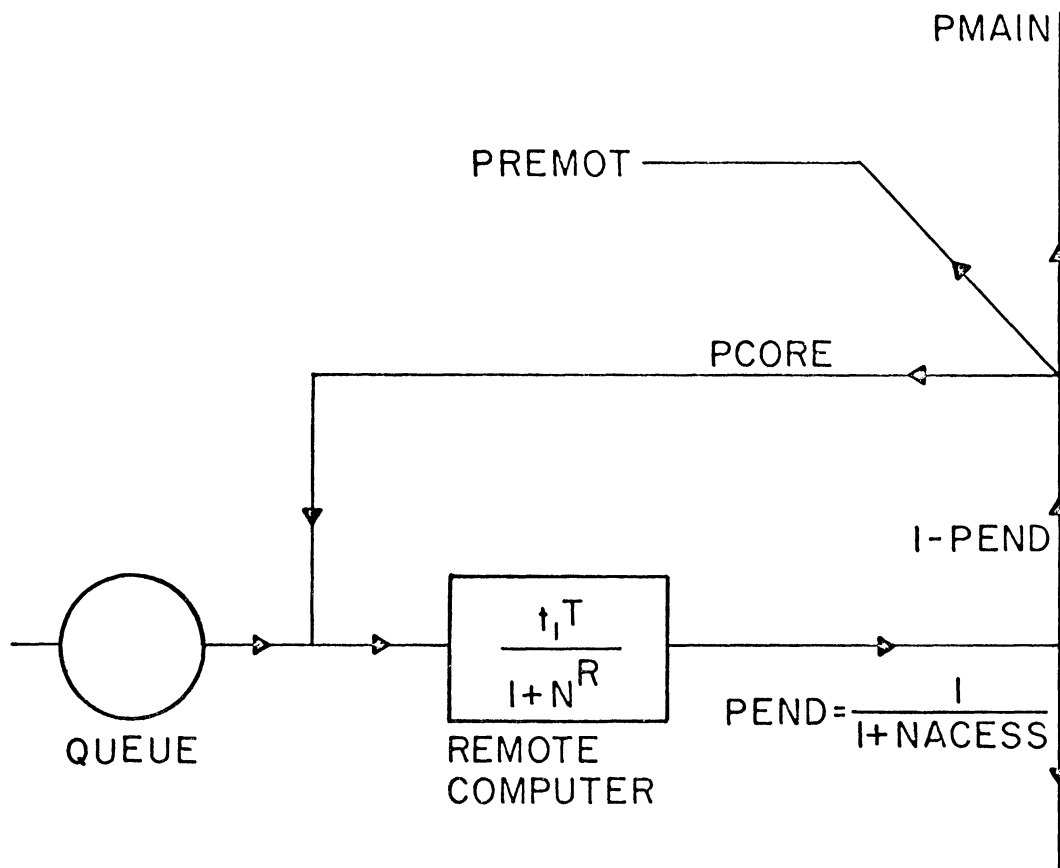 PMAIN
PREMOT
PCORE
1-PEND
t₁T
1+N^R
PEND=1
1+NACESS
QUEUE
REMOTE
COMPUTER